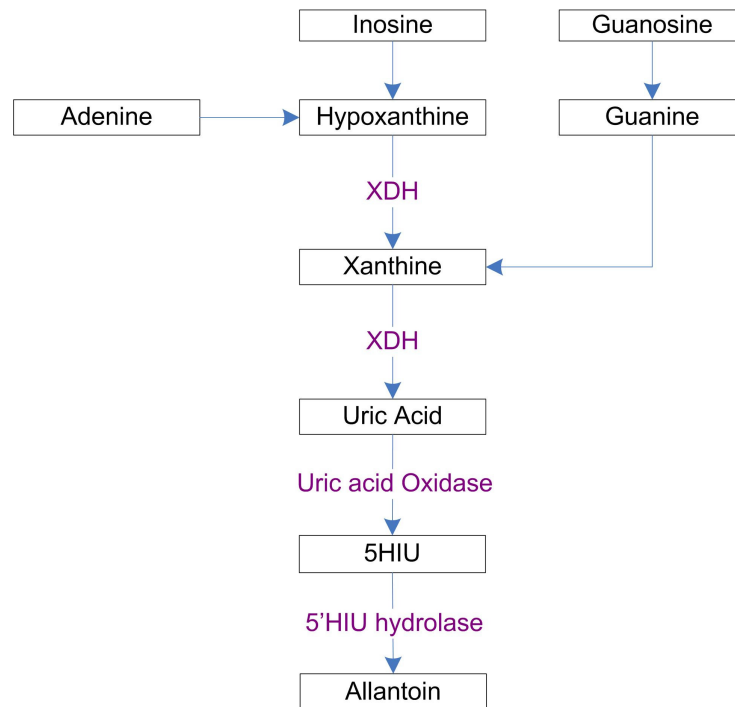 Inosine
Guanosine
Adenine
Hypoxanthine
Guanine
XDH
Xanthine
XDH
Uric Acid
Uric acid Oxidase
5HIU
5’HIU hydrolase
Allantoin